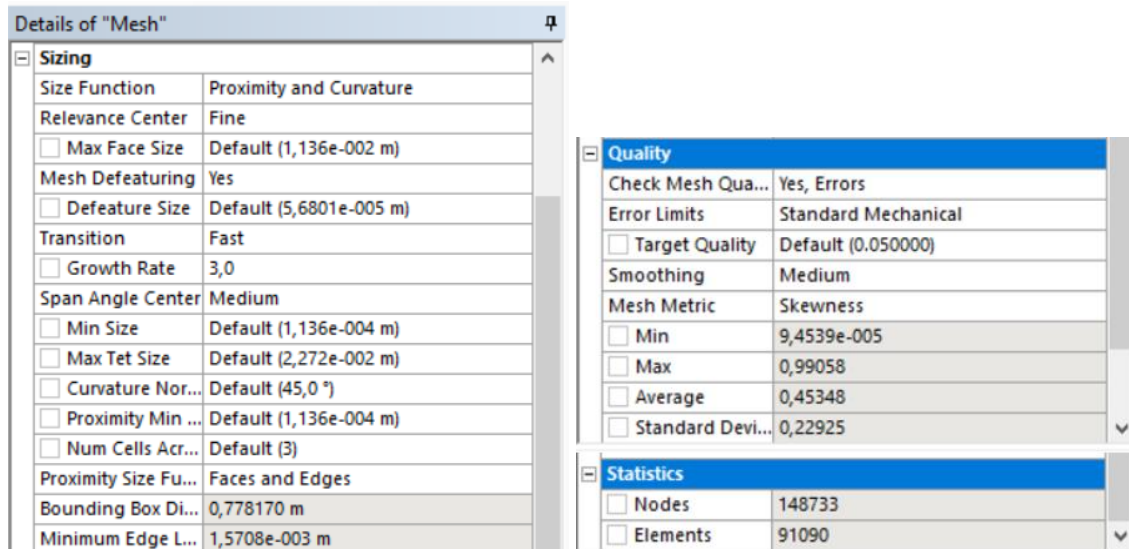 Details of "Mesh"
Sizing
Size Function Proximity and Curvature
Relevance Center Fine
Max Face Size Default (1,136e-002 m)
Mesh Defeaturing Yes
Defeature Size Default (5,6801e-005 m)
Transition Fast
Growth Rate 3,0
Span Angle Center Medium
Min Size Default (1,136e-004 m)
Max Tet Size Default (2,272e-002 m)
Curvature Nor... Default (45,0 °)
Proximity Min ... Default (1,136e-004 m)
Num Cells Acr... Default (3)
Proximity Size Fu... Faces and Edges
Bounding Box Di... 0,778170 m
Minimum Edge L... 1,5708e-003 m
Quality
Check Mesh Qua... Yes, Errors
Error Limits Standard Mechanical
Target Quality Default (0.050000)
Smoothing Medium
Mesh Metric Skewness
Min 9,4539e-005
Max 0,99058
Average 0,45348
Standard Devi... 0,22925
Statistics
Nodes 148733
Elements 91090